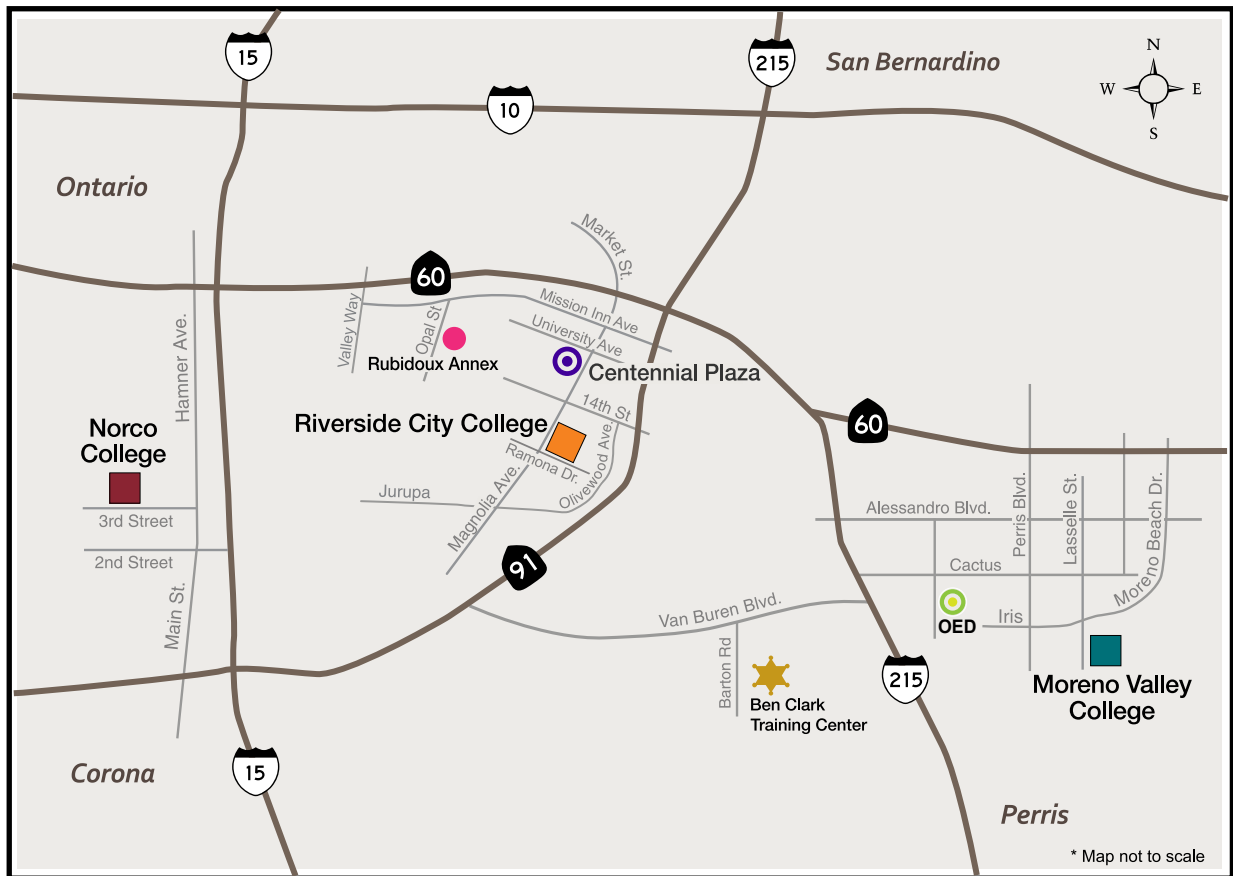 N
W E
S
15
215
San Bernardino
10
Ontario
Market St.
60
Mission Inn Ave
University Ave
Valley Way
Opal St
Rubidoux Annex
Centennial Plaza
Hamner Ave.
14th St
Riverside City College
60
Norco
College
Ramona Dr.
Olivewood Ave.
Magnolia Ave.
Jurupa
3rd Street
2nd Street
Alessandro Blvd.
Perris Blvd.
Lasselle St.
Moreno Beach Dr.
Cactus
91
Main St.
Van Buren Blvd.
OED
Iris
Barton Rd
Ben Clark
Training Center
215
Moreno Valley
College
15
Corona
Perris
* Map not to scale